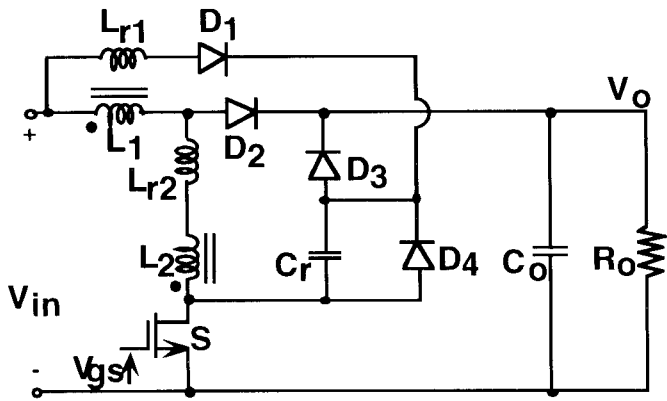 Lr1 D1
+ L1 D2 Vo
Lr2 D3
L2 Cr D4 Co Ro
Vin
S
Vgs
-